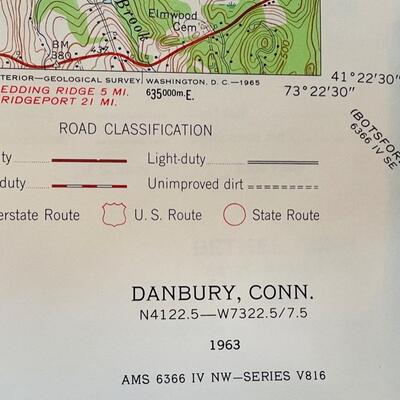 Brook
Elmwood
Cem
BM
380
435
500
TERIOR—GEOLOGICAL SURVEY, WASHINGTON, D. C.—1965
635000m.E.
41°22'30"
73°22'30"
EDDING RIDGE 5 MI.
RIDGEPORT 21 MI.
(BOTSFOR
6366 IV SE
ROAD CLASSIFICATION
ty Light-duty
duty Unimproved dirt
erstate Route U. S. Route State Route
DANBURY, CONN.
N4122.5—W7322.5/7.5
1963
AMS 6366 IV NW—SERIES V816